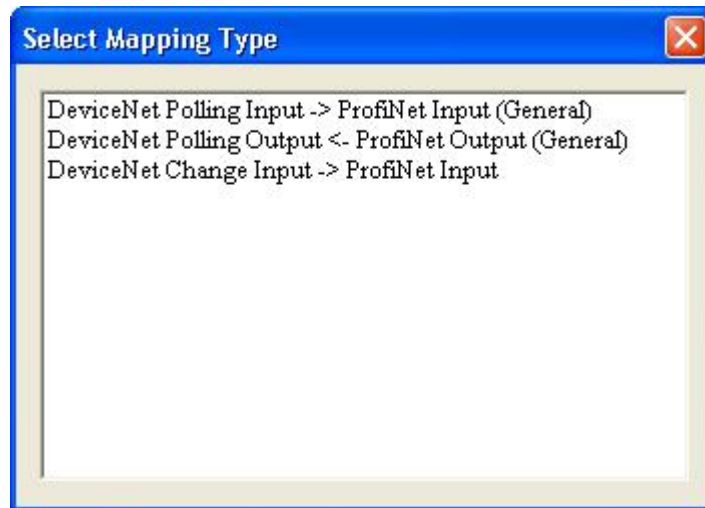 Select Mapping Type
DeviceNet Polling Input -> ProfiNet Input (General)
DeviceNet Polling Output <- ProfiNet Output (General)
DeviceNet Change Input -> ProfiNet Input